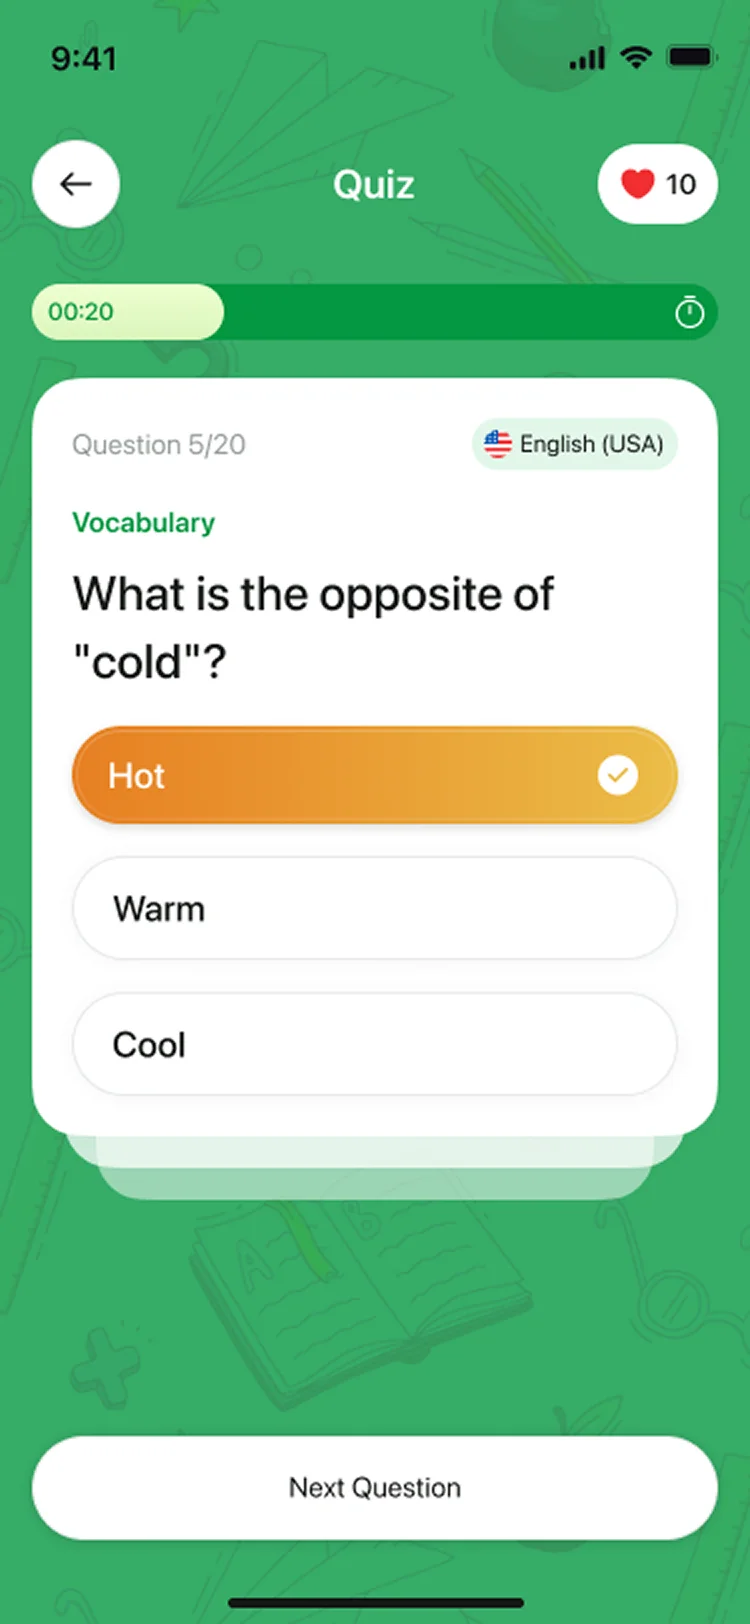 9:41
Quiz
10
00:20
Question 5/20
English (USA)
Vocabulary
What is the opposite of
"cold"?
Hot
Warm
Cool
A B
Next Question